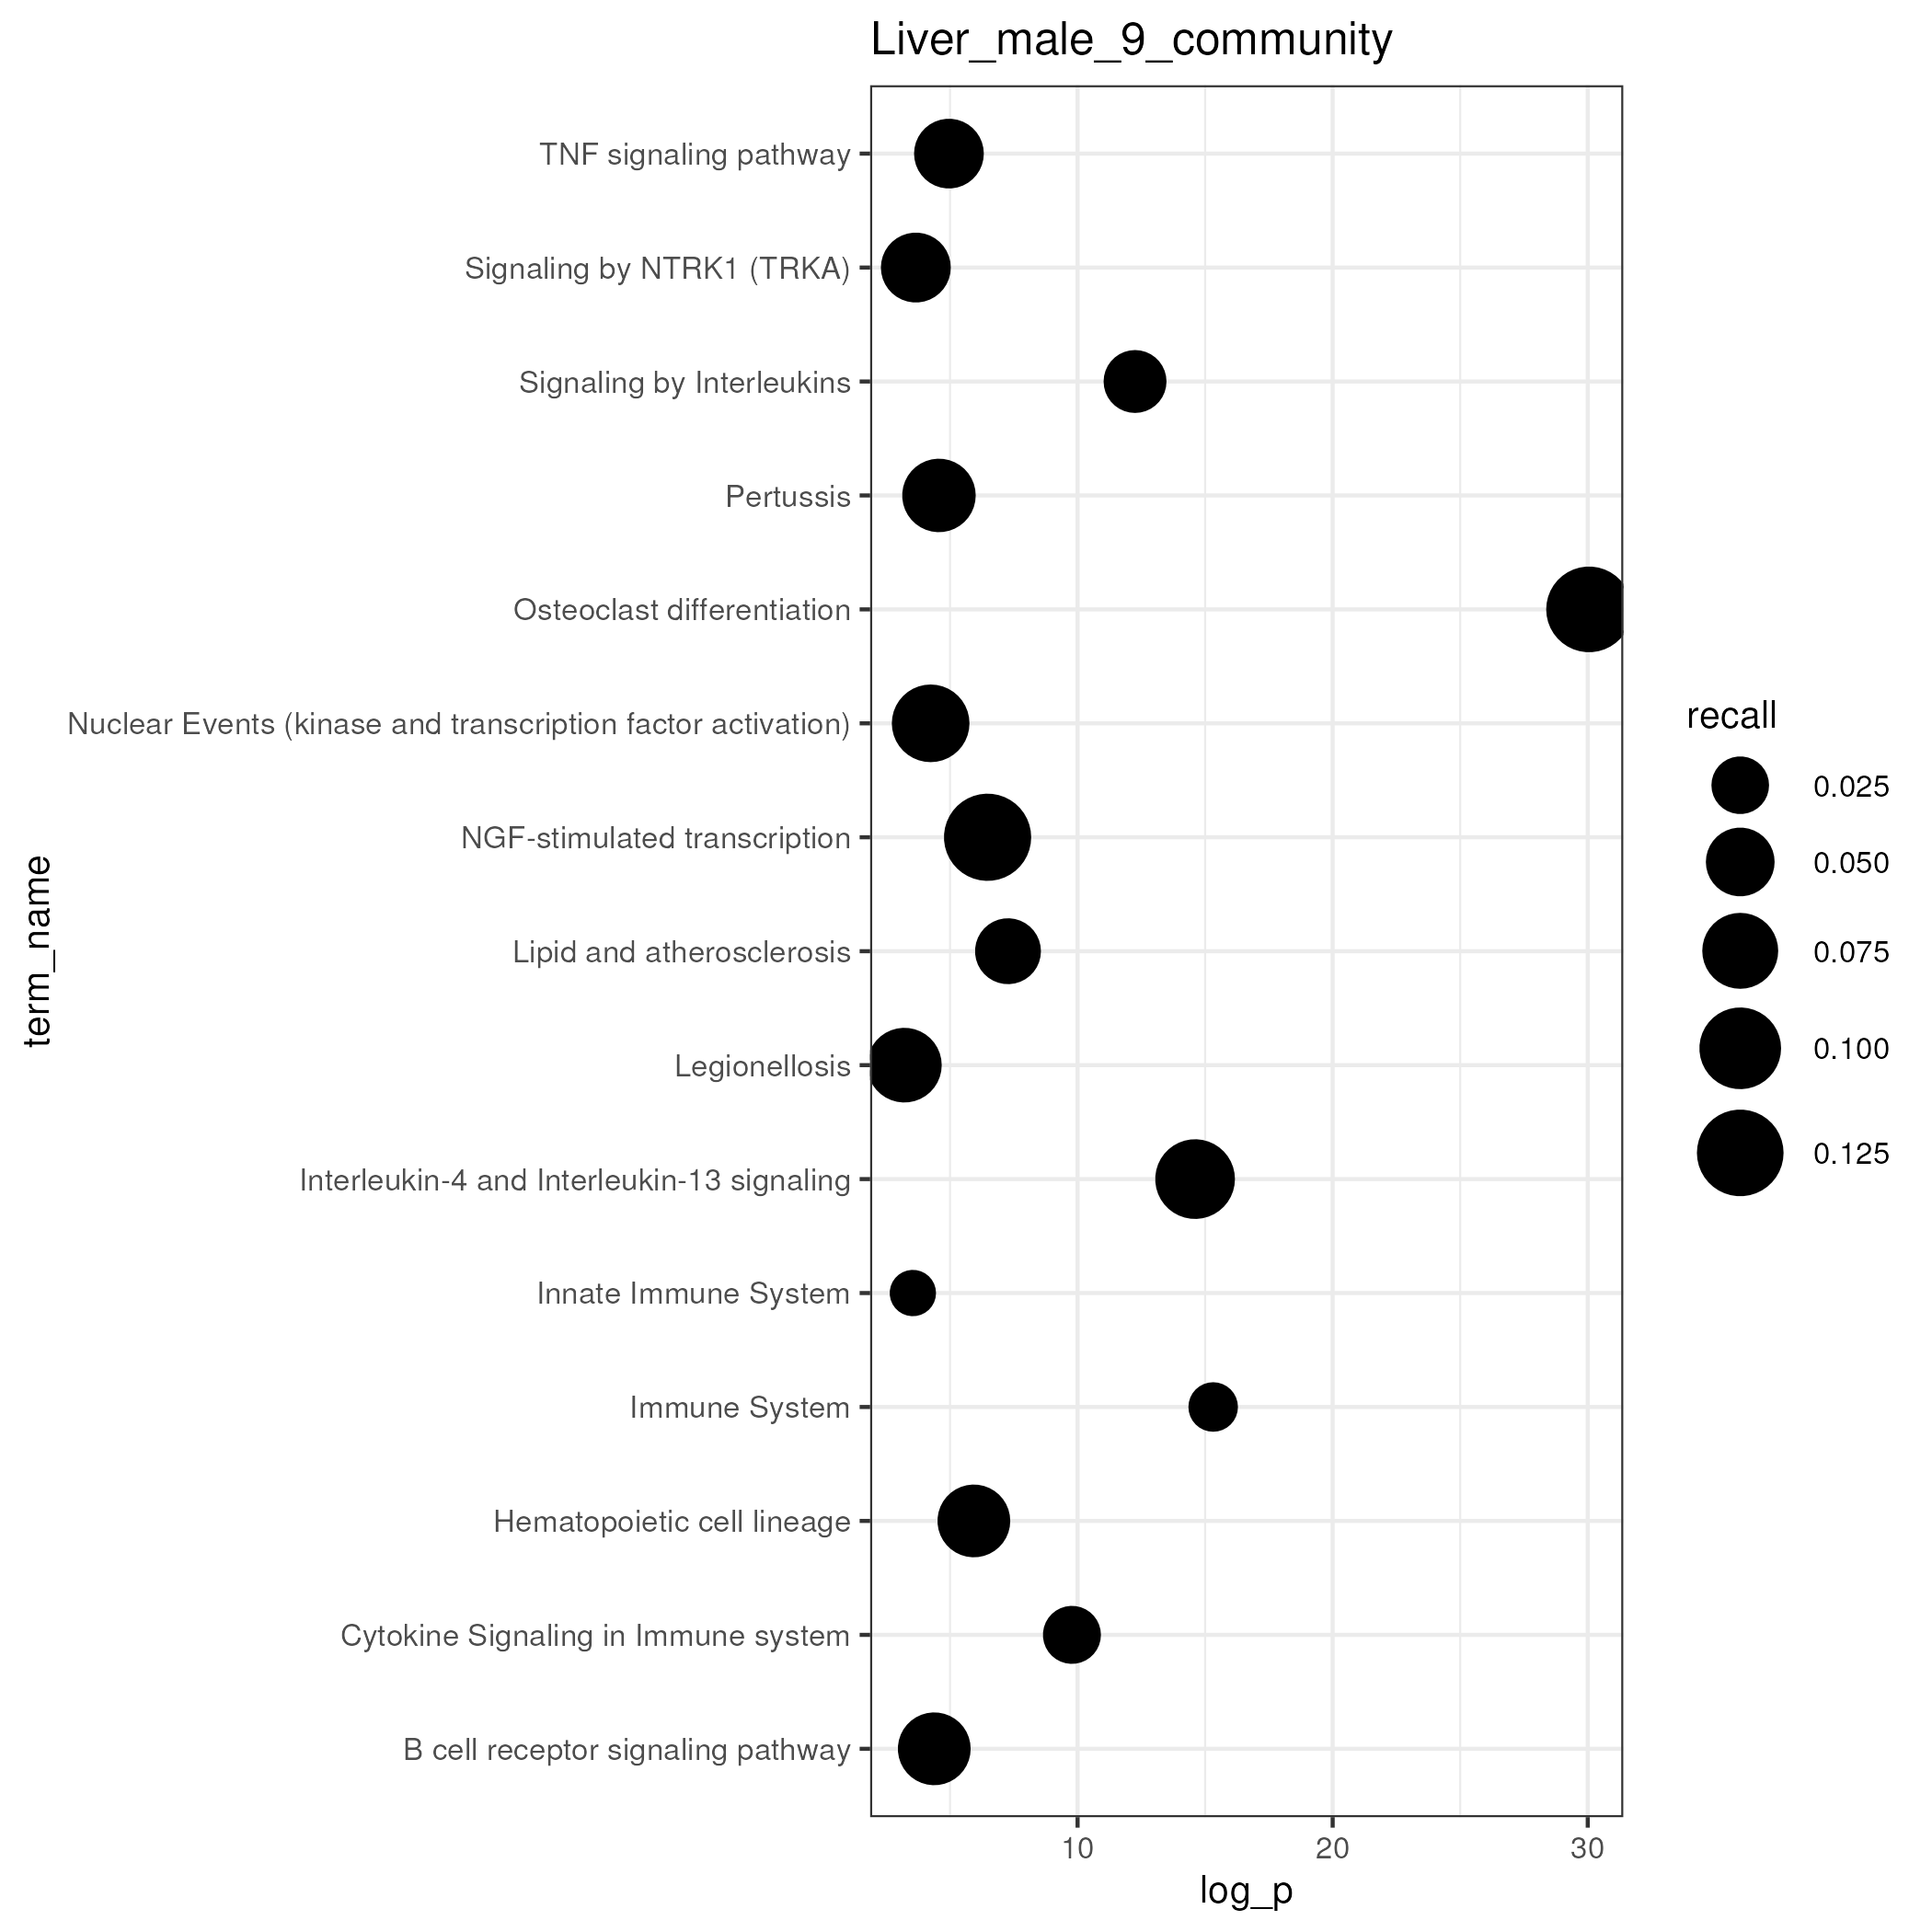 Liver_male_9_community
TNF signaling pathway
Signaling by NTRK1 (TRKA)
Signaling by Interleukins
Pertussis
Osteoclast differentiation
Nuclear Events (kinase and transcription factor activation)
NGF-stimulated transcription
Lipid and atherosclerosis
Legionellosis
Interleukin-4 and Interleukin-13 signaling
Innate Immune System
Immune System
Hematopoietic cell lineage
Cytokine Signaling in Immune system
B cell receptor signaling pathway
term_name
10
20
30
log_p
recall
0.025
0.050
0.075
0.100
0.125